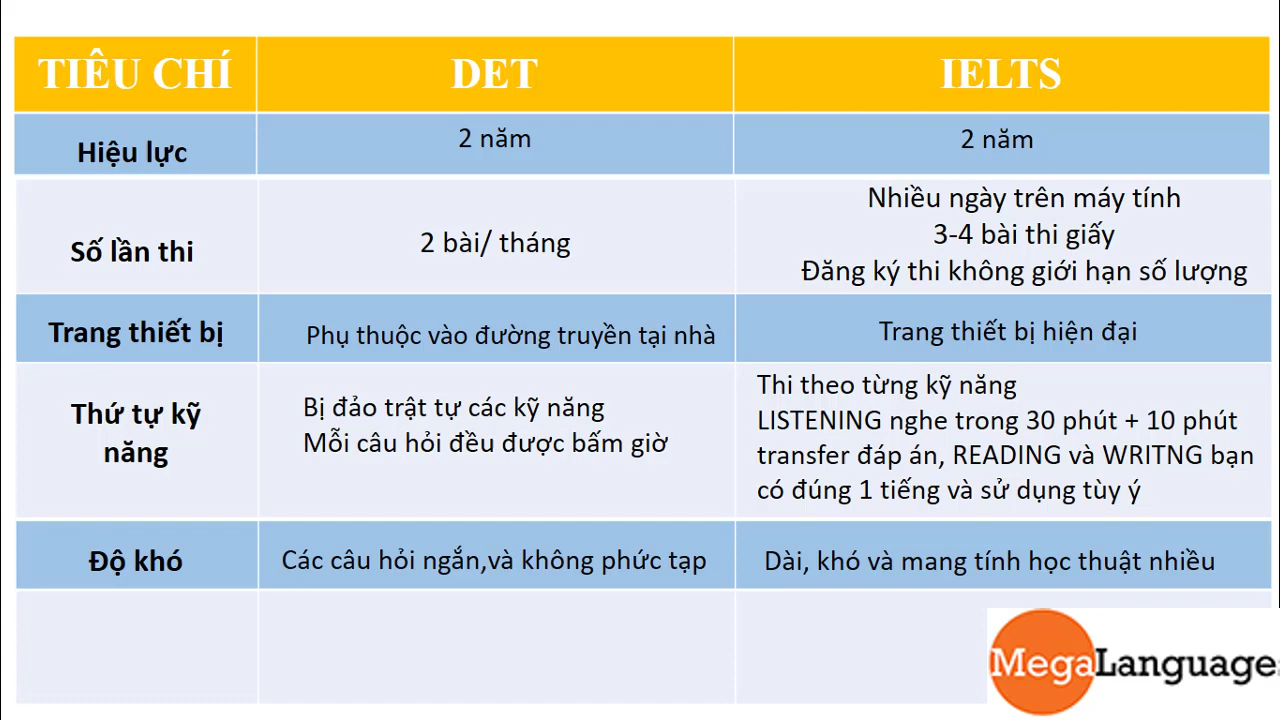 TIÊU CHÍ
DET
IELTS
Hiệu lực
2 năm
2 năm
Số lần thi
2 bài/ tháng
Nhiều ngày trên máy tính
3-4 bài thi giấy
Đăng ký thi không giới hạn số lượng
Trang thiết bị
Phụ thuộc vào đường truyền tại nhà
Trang thiết bị hiện đại
Thứ tự kỹ
năng
Bị đảo trật tự các kỹ năng
Mỗi câu hỏi đều được bấm giờ
Thi theo từng kỹ năng
LISTENING nghe trong 30 phút + 10 phút
transfer đáp án, READING và WRITNG bạn
có đúng 1 tiếng và sử dụng tùy ý
Độ khó
Các câu hỏi ngắn,và không phức tạp
Dài, khó và mang tính học thuật nhiều
MegaLanguages